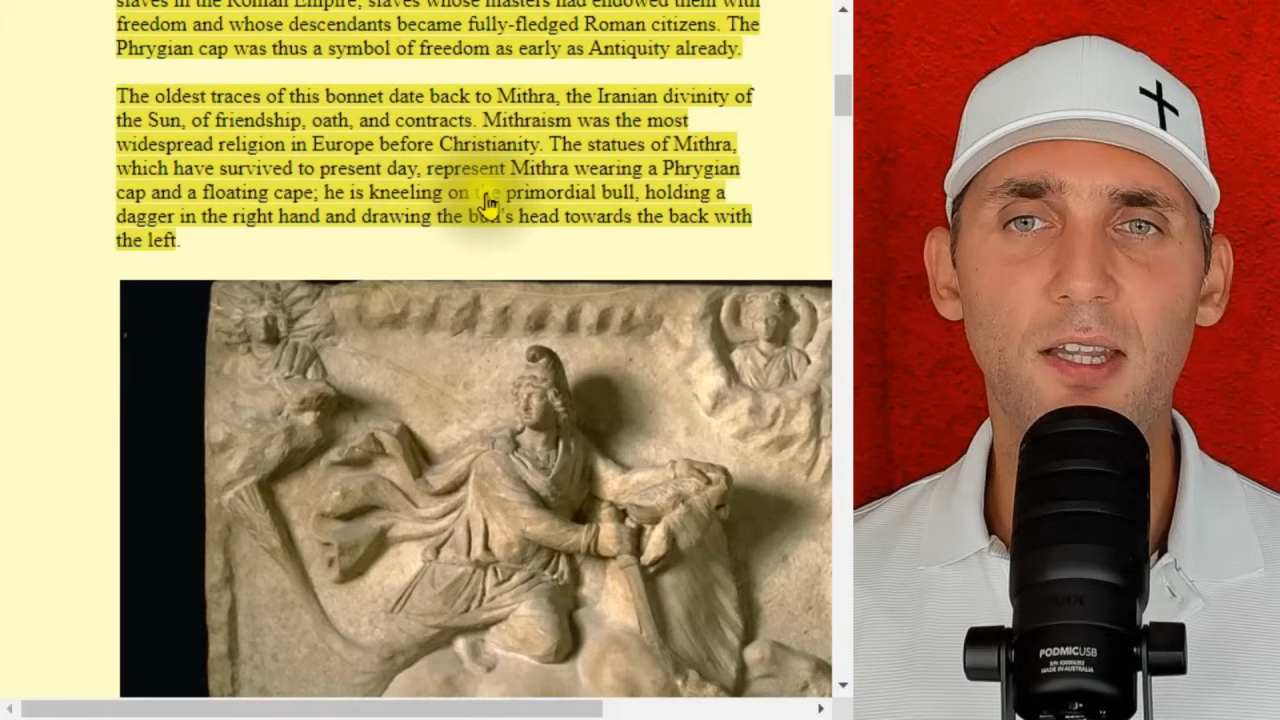 slaves in the Roman Empire, slaves whose masters had endowed them with
freedom and whose descendants became fully-fledged Roman citizens. The
Phrygian cap was thus a symbol of freedom as early as Antiquity already.
The oldest traces of this bonnet date back to Mithra, the Iranian divinity of
the Sun, of friendship, oath, and contracts. Mithraism was the most
widespread religion in Europe before Christianity. The statues of Mithra,
which have survived to present day, represent Mithra wearing a Phrygian
cap and a floating cape; he is kneeling on the primordial bull, holding a
dagger in the right hand and drawing the bull's head towards the back with
the left.
PODMICUSB
MADE IN AUSTRALIA